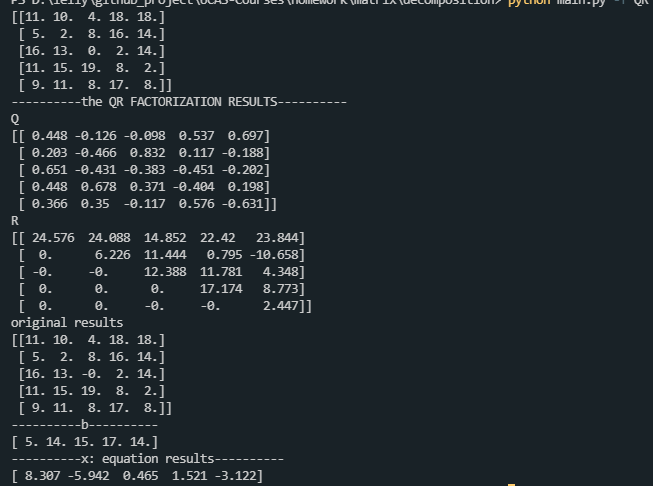 PS D:\lelly\github_project\UCAS-courses\homework\matrix\decomposition> python main.py -f QR
[[11. 10.  4. 18. 18.]
 [ 5.  2.  8. 16. 14.]
 [16. 13.  0.  2. 14.]
 [11. 15. 19.  8.  2.]
 [ 9. 11.  8. 17.  8.]]
----------the QR FACTORIZATION RESULTS----------
Q
[[ 0.448 -0.126 -0.098  0.537  0.697]
 [ 0.203 -0.466  0.832  0.117 -0.188]
 [ 0.651 -0.431 -0.383 -0.451 -0.202]
 [ 0.448  0.678  0.371 -0.404  0.198]
 [ 0.366  0.35  -0.117  0.576 -0.631]]
R
[[ 24.576  24.088  14.852  22.42   23.844]
 [  0.      6.226  11.444   0.795 -10.658]
 [ -0.     -0.     12.388  11.781   4.348]
 [  0.      0.      0.     17.174   8.773]
 [  0.      0.     -0.     -0.      2.447]]
original results
[[11. 10.  4. 18. 18.]
 [ 5.  2.  8. 16. 14.]
 [16. 13. -0.  2. 14.]
 [11. 15. 19.  8.  2.]
 [ 9. 11.  8. 17.  8.]]
----------b----------
[ 5. 14. 15. 17. 14.]
----------x: equation results----------
[ 8.307 -5.942  0.465  1.521 -3.122]